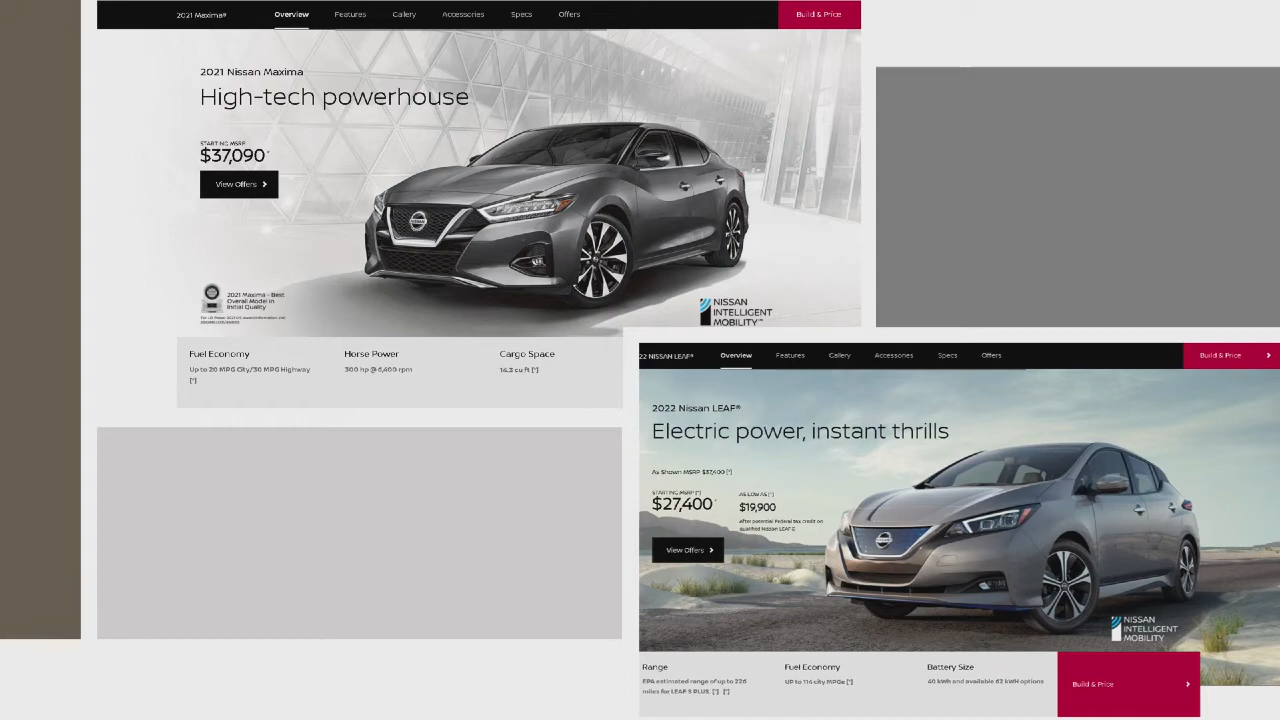 2021 Maxima®
Overview
Features
Gallery
Accessories
Specs
Offers
Build & Price
2021 Nissan Maxima
High-tech powerhouse
STARTING MSRP
$37,090*
View Offers
2021 Maxima - Best
Overall Model in
Initial Quality
NISSAN
INTELLIGENT
MOBILITY™
Fuel Economy
Up to 20 MPG City/30 MPG Highway
[*]
Horse Power
300 hp @ 6,400 rpm
Cargo Space
14.3 cu ft [*]
22 NISSAN LEAF®
Overview
Features
Gallery
Accessories
Specs
Offers
Build & Price
2022 Nissan LEAF®
Electric power, instant thrills
As Shown MSRP $37,400 [*]
STARTING MSRP [*]
$27,400*
AS LOW AS [*]
$19,900
After potential Federal tax credit on
qualified Nissan LEAF S
View Offers
NISSAN
INTELLIGENT
MOBILITY
Range
EPA estimated range of up to 226
miles for LEAF S PLUS. [*] [*]
Fuel Economy
UP to 114 city MPGe [*]
Battery Size
40 kWh and available 62 kWH options
Build & Price